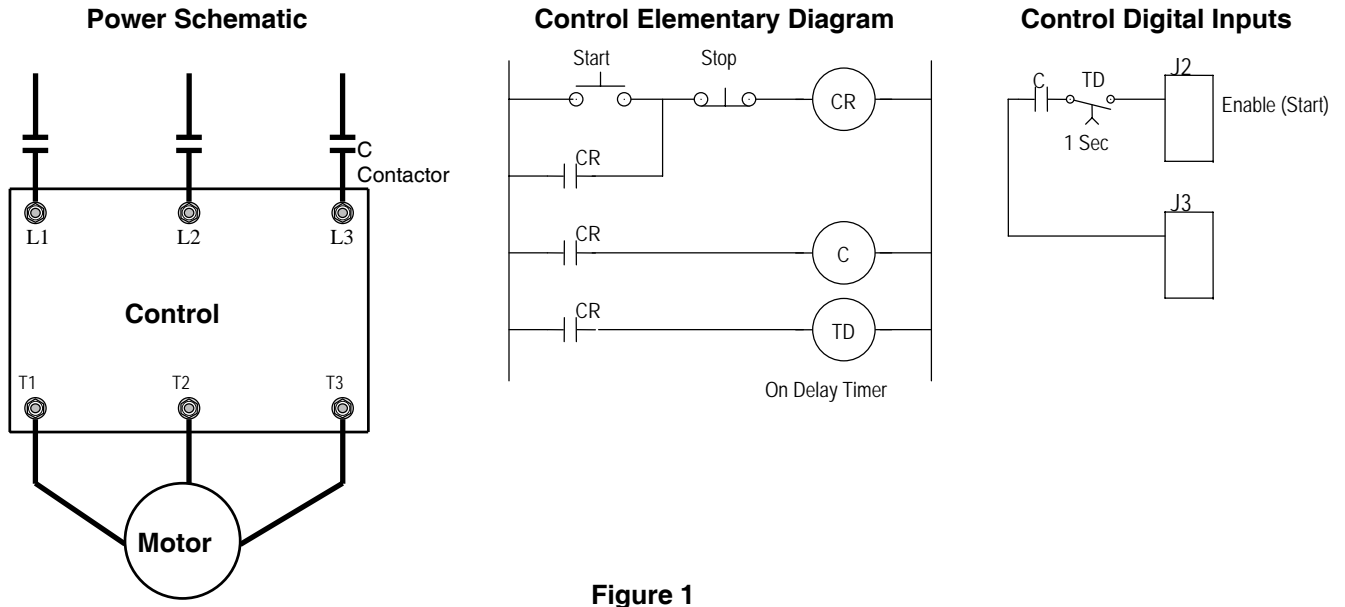 Power Schematic
C
Contactor
L1 L2 L3
Control
T1 T2 T3
Motor
Control Elementary Diagram
Start Stop
CR
CR
CR
C
CR
TD
On Delay Timer
Control Digital Inputs
C TD
1 Sec
J2
Enable (Start)
J3
Figure 1